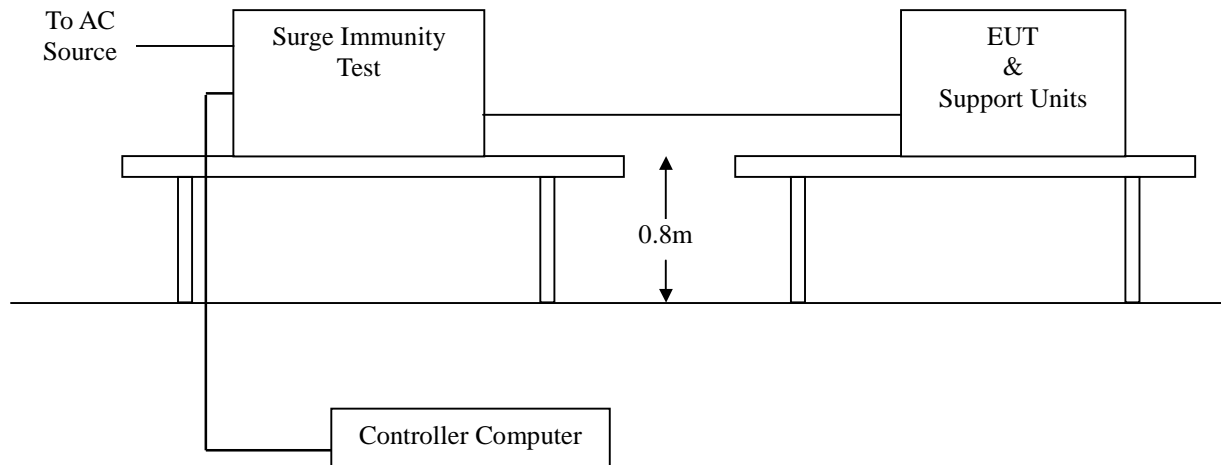 To AC
Source
Surge Immunity
Test
EUT
&
Support Units
0.8m
Controller Computer